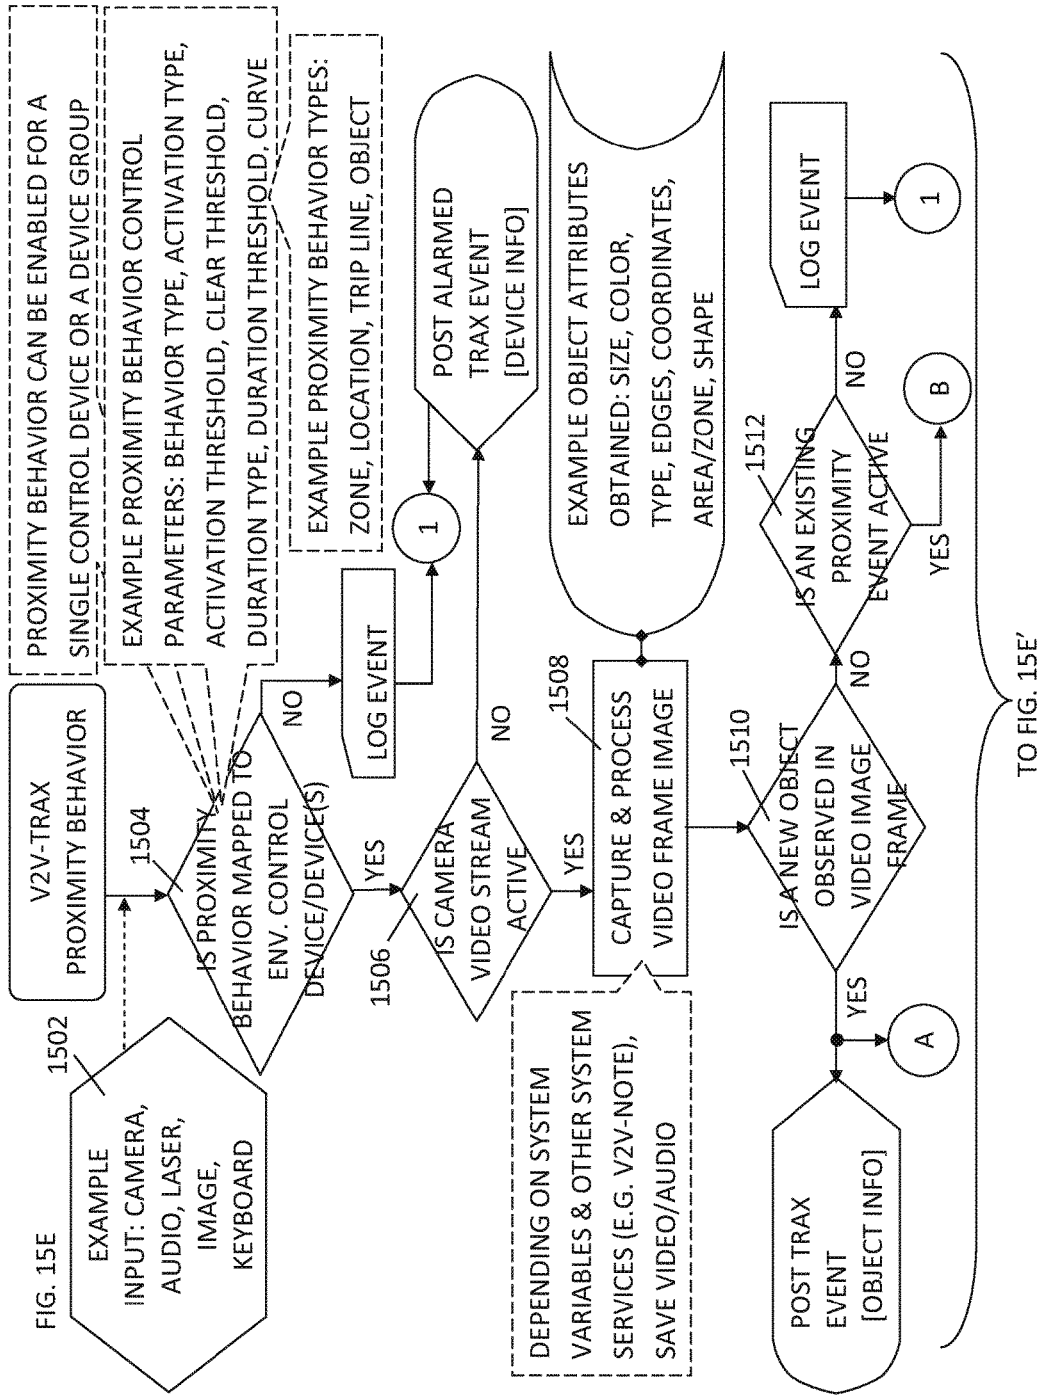 FIG. 15E
EXAMPLE
INPUT: CAMERA,
AUDIO, LASER,
IMAGE,
KEYBOARD
1502
V2V-TRAX
PROXIMITY BEHAVIOR
PROXIMITY BEHAVIOR CAN BE ENABLED FOR A
SINGLE CONTROL DEVICE OR A DEVICE GROUP
EXAMPLE PROXIMITY BEHAVIOR CONTROL
PARAMETERS: BEHAVIOR TYPE, ACTIVATION TYPE,
ACTIVATION THRESHOLD, CLEAR THRESHOLD,
DURATION TYPE, DURATION THRESHOLD, CURVE
EXAMPLE PROXIMITY BEHAVIOR TYPES:
ZONE, LOCATION, TRIP LINE, OBJECT
1504
IS PROXIMITY
BEHAVIOR MAPPED TO
ENV. CONTROL
DEVICE/DEVICE(S)
NO
LOG EVENT
1
YES
1506
IS CAMERA
VIDEO STREAM
ACTIVE
NO
POST ALARMED
TRAX EVENT
[DEVICE INFO]
YES
1508
CAPTURE & PROCESS
VIDEO FRAME IMAGE
DEPENDING ON SYSTEM
VARIABLES & OTHER SYSTEM
SERVICES (E.G. V2V-NOTE),
SAVE VIDEO/AUDIO
EXAMPLE OBJECT ATTRIBUTES
OBTAINED: SIZE, COLOR,
TYPE, EDGES, COORDINATES,
AREA/ZONE, SHAPE
1510
IS A NEW OBJECT
OBSERVED IN
VIDEO IMAGE
FRAME
YES
A
POST TRAX
EVENT
[OBJECT INFO]
NO
1512
IS AN EXISTING
PROXIMITY
EVENT ACTIVE
YES
B
NO
LOG EVENT
1
TO FIG. 15E'